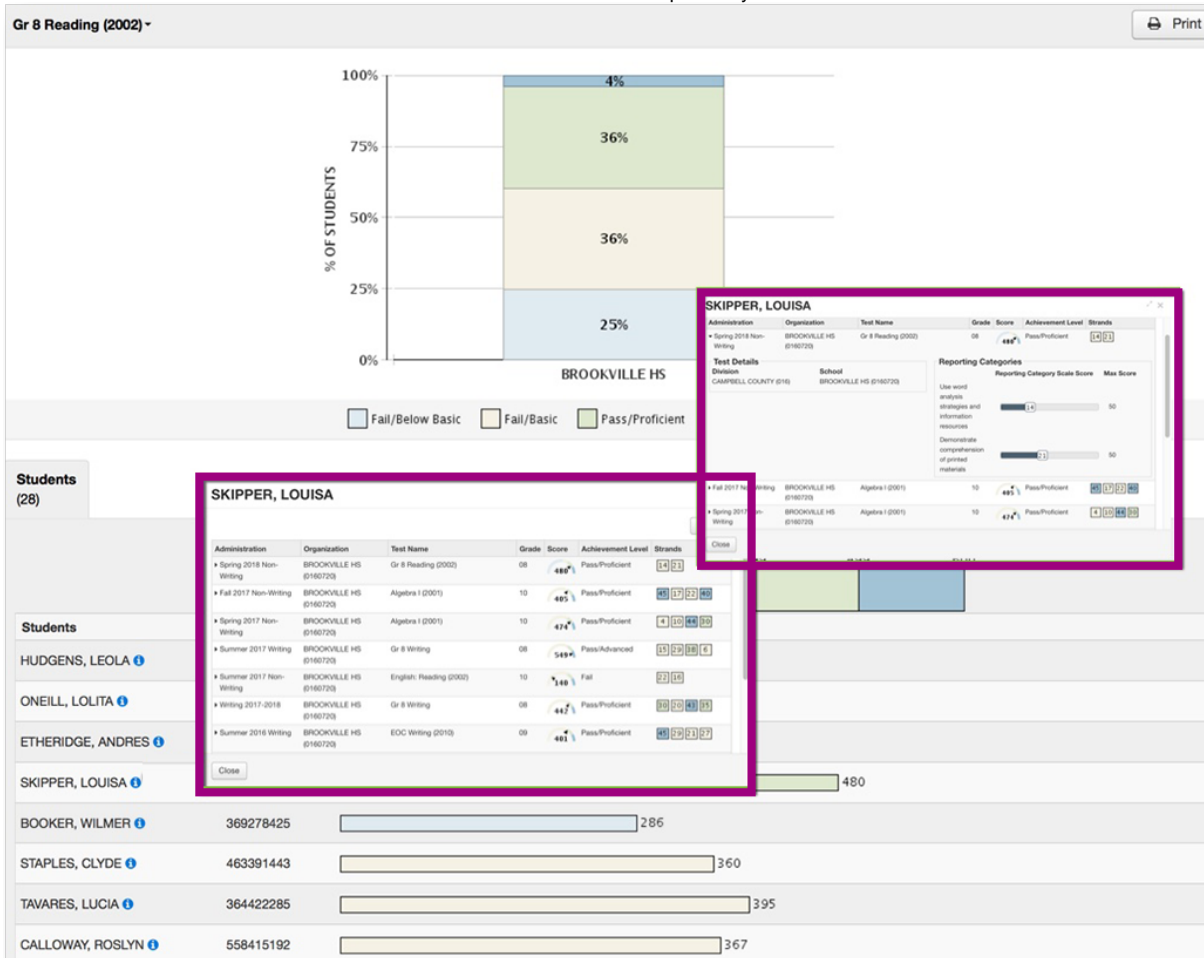 Gr 8 Reading (2002)
Print
100%
4%
75%
36%
% OF STUDENTS
50%
36%
25%
25%
0%
BROOKVILLE HS
Fail/Below Basic Fail/Basic Pass/Proficient
SKIPPER, LOUISA
Administration Organization Test Name Grade Score Achievement Level Strands
Spring 2018 Non-Writing BROOKVILLE HS (0160720) Gr 8 Reading (2002) 08 480 Pass/Proficient 14 21
Test Details
Division School
CAMPBELL COUNTY (016) BROOKVILLE HS (0160720)
Reporting Categories
Reporting Category Scale Score Max Score
Use word
analysis
strategies and
information
resources
14 50
Demonstrate
comprehension
of printed
materials
21 50
Fall 2017 Non-Writing BROOKVILLE HS (0160720) Algebra I (2001) 10 405 Pass/Proficient 45 17 22 40
Spring 2017 Non-Writing BROOKVILLE HS (0160720) Algebra I (2001) 10 474 Pass/Proficient 4 10 44 30
Close
Students
(28)
SKIPPER, LOUISA
Administration Organization Test Name Grade Score Achievement Level Strands
Spring 2018 Non-Writing BROOKVILLE HS (0160720) Gr 8 Reading (2002) 08 480 Pass/Proficient 14 21
Fall 2017 Non-Writing BROOKVILLE HS (0160720) Algebra I (2001) 10 405 Pass/Proficient 45 17 22 40
Spring 2017 Non-Writing BROOKVILLE HS (0160720) Algebra I (2001) 10 474 Pass/Proficient 4 10 44 30
Summer 2017 Writing BROOKVILLE HS (0160720) Gr 8 Writing 08 549 Pass/Advanced 15 29 38 6
Summer 2017 Non-Writing BROOKVILLE HS (0160720) English: Reading (2002) 10 140 Fail 22 16
Writing 2017-2018 BROOKVILLE HS (0160720) Gr 8 Writing 08 442 Pass/Proficient 30 20 43 35
Summer 2016 Writing BROOKVILLE HS (0160720) EOC Writing (2010) 09 401 Pass/Proficient 45 29 21 27
Close
Students
HUDGENS, LEOLA
ONEILL, LOLITA
ETHERIDGE, ANDRES
SKIPPER, LOUISA 480
BOOKER, WILMER 369278425 286
STAPLES, CLYDE 463391443 360
TAVARES, LUCIA 364422285 395
CALLOWAY, ROSLYN 558415192 367